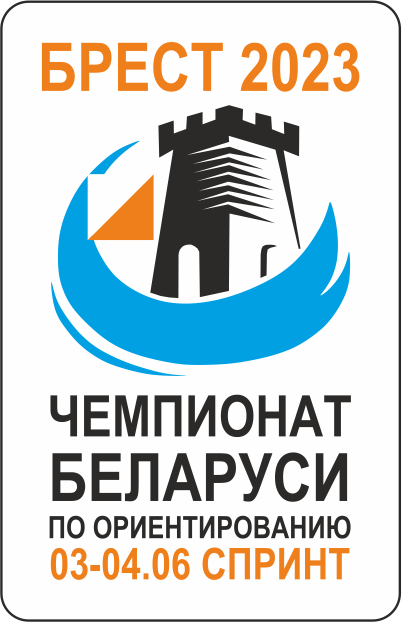 БРЕСТ 2023
ЧЕМПИОНАТ
БЕЛАРУСИ
ПО ОРИЕНТИРОВАНИЮ
03-04.06 СПРИНТ